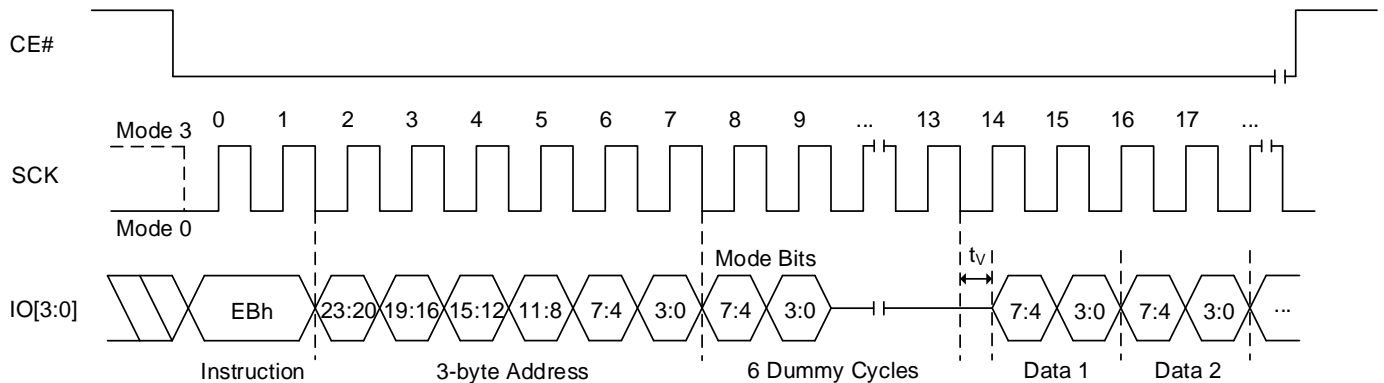 CE#
0 1 2 3 4 5 6 7 8 9 ... 13 14 15 16 17 ...
Mode 3
SCK
Mode 0
Mode Bits tV
IO[3:0] EBh 23:20 19:16 15:12 11:8 7:4 3:0 7:4 3:0 7:4 3:0 7:4 3:0 ...
Instruction 3-byte Address 6 Dummy Cycles Data 1 Data 2